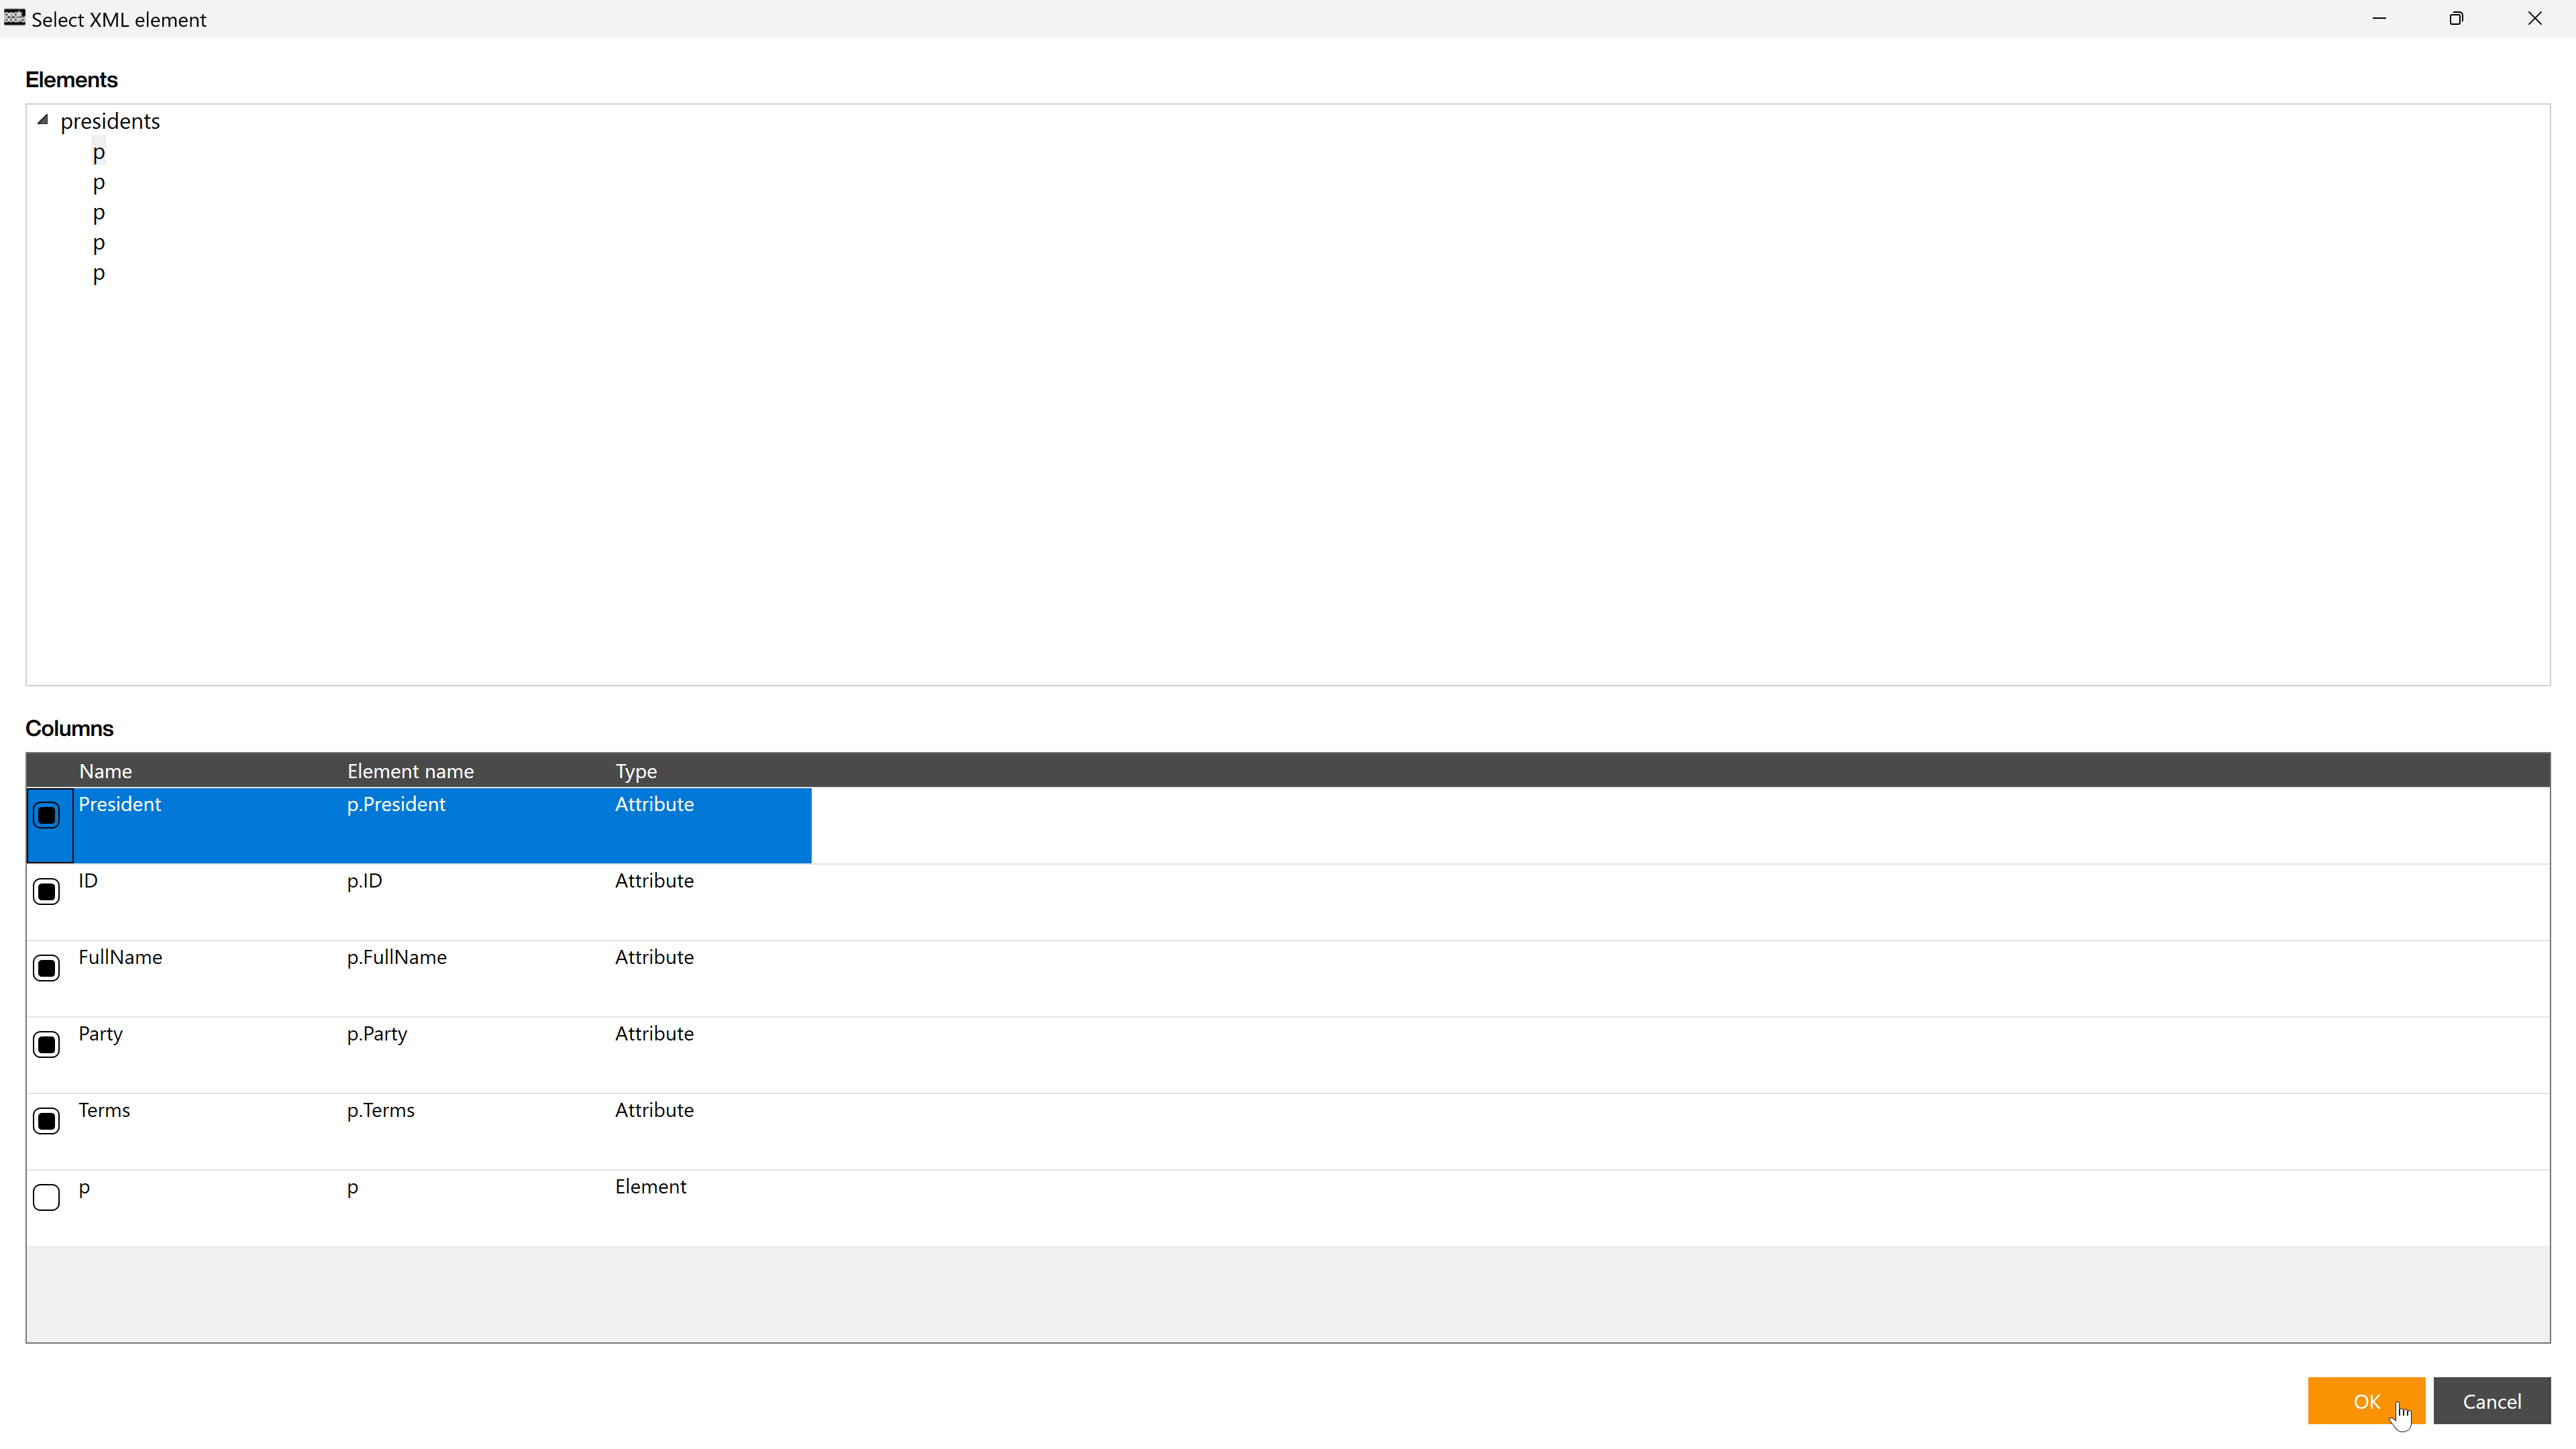 Select XML element
Elements
presidents
p
p
p
p
p
Columns
Name Element name Type
President p.President Attribute
ID p.ID Attribute
FullName p.FullName Attribute
Party p.Party Attribute
Terms p.Terms Attribute
p p Element
OK Cancel